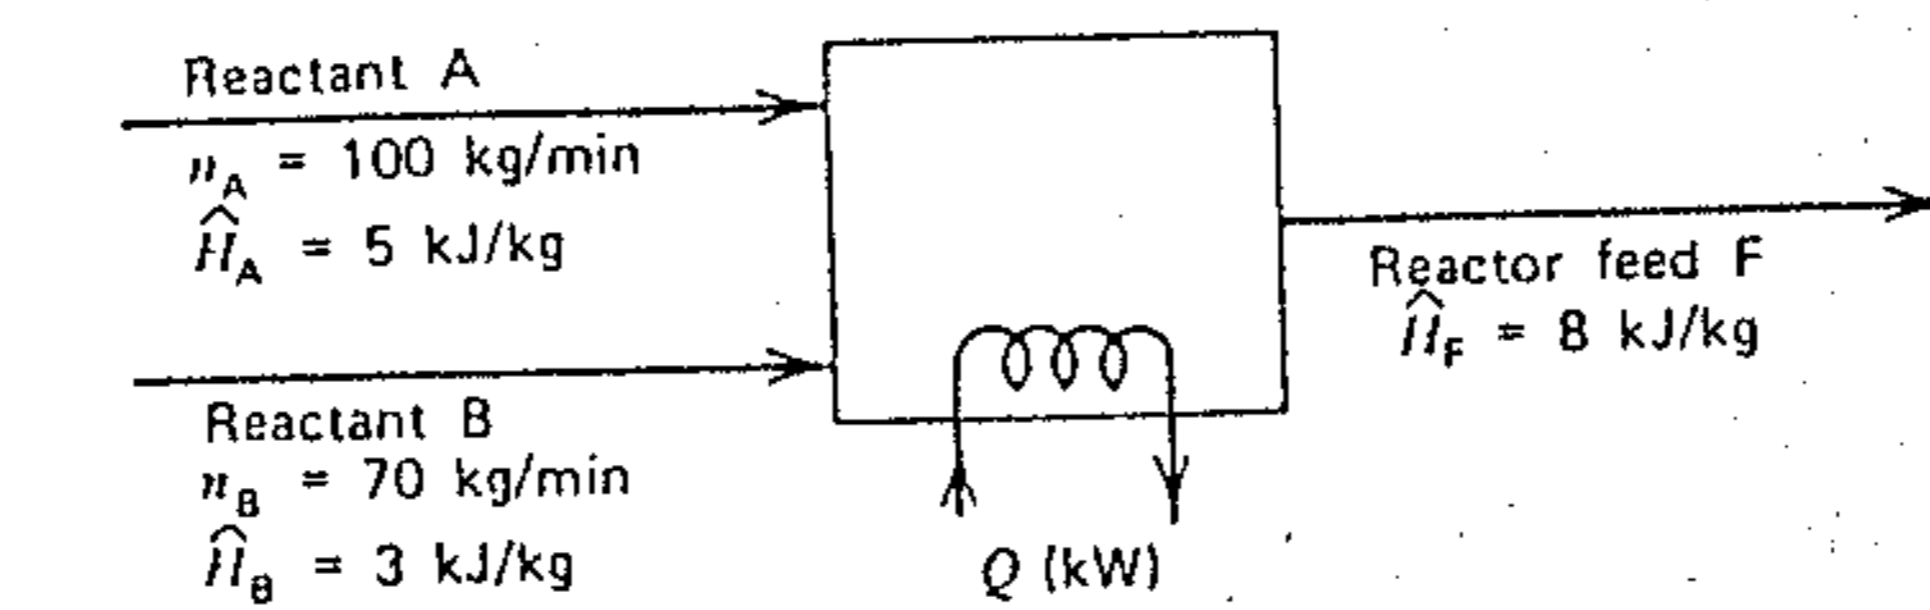 Reactant A
n_A = 100 kg/min
Ĥ_A = 5 kJ/kg
Reactor feed F
Ĥ_F = 8 kJ/kg
Reactant B
n_B = 70 kg/min
Ĥ_B = 3 kJ/kg
Q (kW)